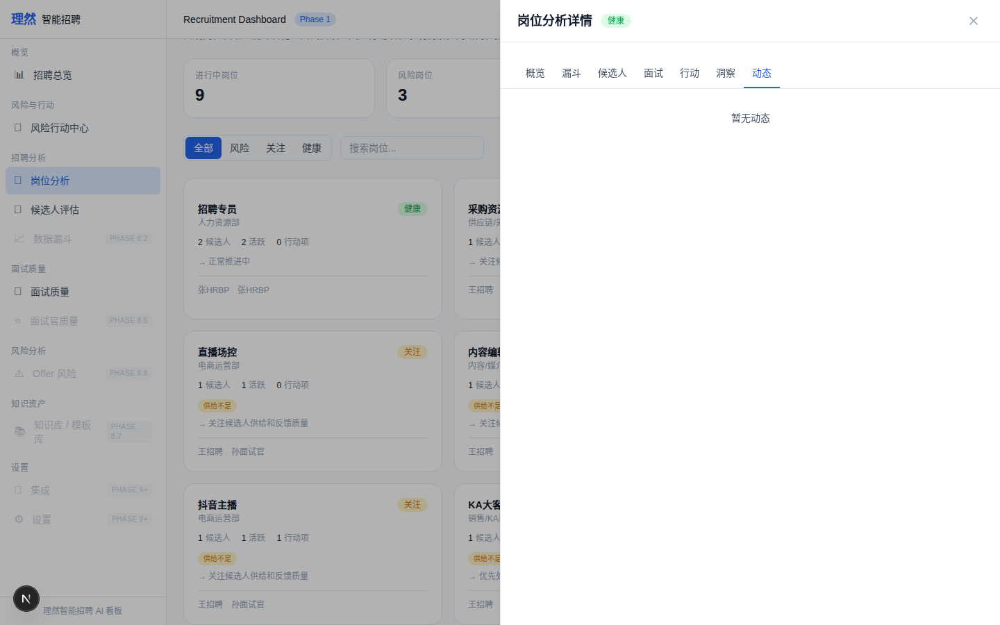 理然 智能招聘
概览
招聘总览
风险与行动
风险行动中心
招聘分析
岗位分析
候选人评估
数据漏斗 PHASE 8.2
面试质量
面试质量
面试官质量 PHASE 8.5
风险分析
Offer 风险 PHASE 8.6
知识资产
知识库 / 模板
库
PHASE
8.7
设置
集成 PHASE 9+
设置 PHASE 9+
理然智能招聘 AI 看板
Recruitment Dashboard Phase 1
进行中岗位
9
风险岗位
3
全部 风险 关注 健康 搜索岗位...
招聘专员 健康
人力资源部
2 候选人 2 活跃 0 行动项
→ 正常推进中
张HRBP 张HRBP
采购资
供应链/
1 候选人
→ 关注
王招聘
直播场控 关注
电商运营部
1 候选人 1 活跃 0 行动项
供给不足
→ 关注候选人供给和反馈质量
王招聘 孙面试官
内容编
内容/媒
1 候选人
供给不足
→ 关注
王招聘
抖音主播 关注
电商运营部
1 候选人 1 活跃 1 行动项
供给不足
→ 关注候选人供给和反馈质量
王招聘 孙面试官
KA大客
销售/KA
1 候选人
供给不足
→ 优先
王招聘
岗位分析详情 健康
概览 漏斗 候选人 面试 行动 洞察 动态
暂无动态